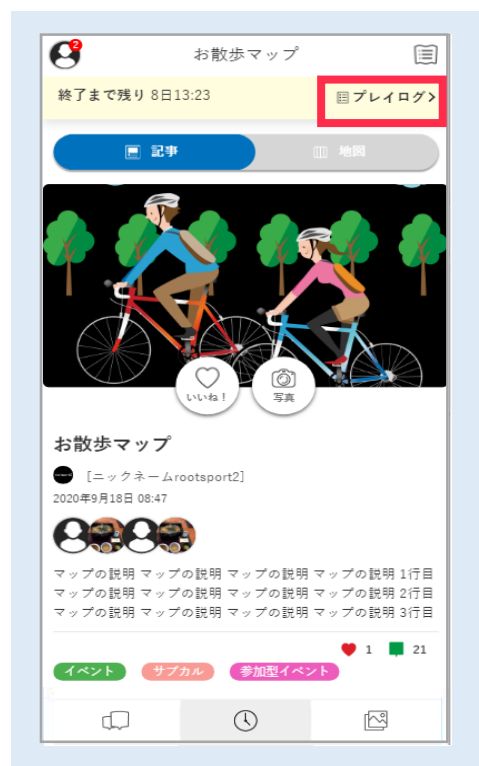 2
お散歩マップ
終了まで残り 8日13:23
プレイログ>
記事
地図
いいね!
写真
お散歩マップ
[ニックネームrootsport2]
2020年9月18日 08:47
マップの説明 マップの説明 マップの説明 マップの説明 1行目
マップの説明 マップの説明 マップの説明 マップの説明 2行目
マップの説明 マップの説明 マップの説明 マップの説明 3行目
1 21
イベント サブカル 参加型イベント